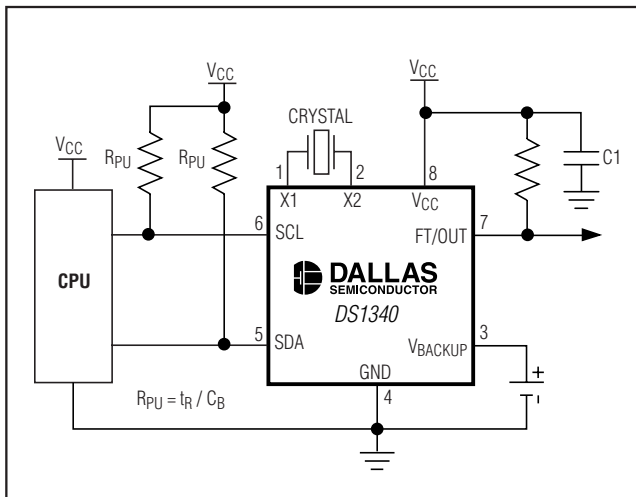 VCC
VCC
VCC
CRYSTAL
RPU
RPU
C1
1
2
8
X1
X2
VCC
6
SCL
7
FT/OUT
CPU
DALLAS
SEMICONDUCTOR
DS1340
5
SDA
3
VBACKUP
GND
4
+
-
RPU = tR / CB